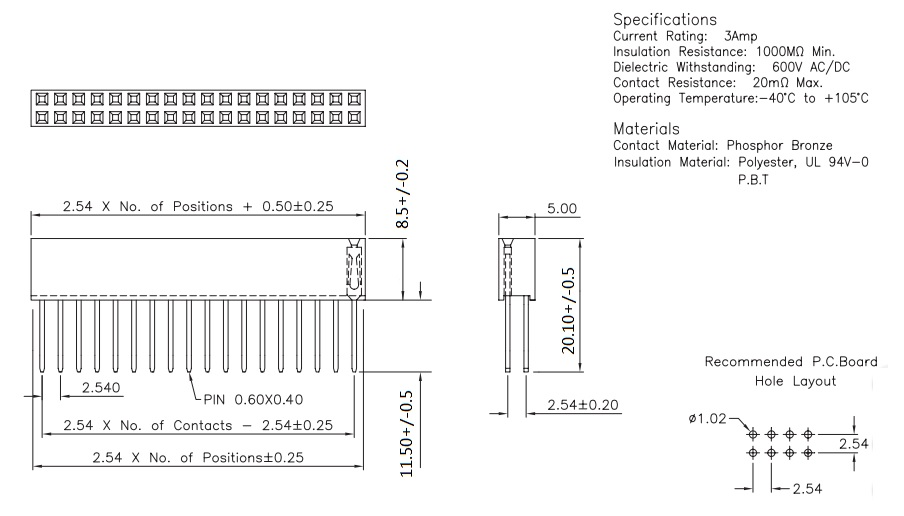 Specifications
Current Rating: 3Amp
Insulation Resistance: 1000MΩ Min.
Dielectric Withstanding: 600V AC/DC
Contact Resistance: 20mΩ Max.
Operating Temperature:-40°C to +105°C
Materials
Contact Material: Phosphor Bronze
Insulation Material: Polyester, UL 94V-0
P.B.T
8.5+/-0.2
2.54 X No. of Positions + 0.50±0.25
5.00
20.10+/-0.5
2.540
PIN 0.60X0.40
2.54 X No. of Contacts - 2.54±0.25
2.54 X No. of Positions±0.25
11.50+/-0.5
2.54±0.20
Recommended P.C.Board
Hole Layout
ø1.02
2.54
2.54